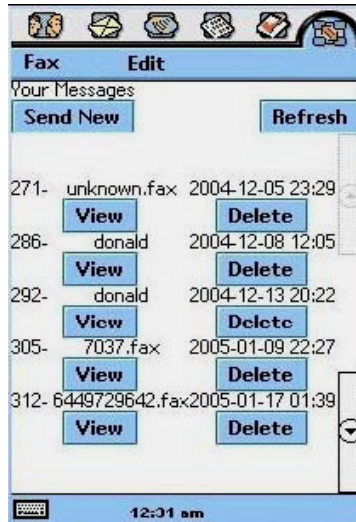 Fax Edit
Your Messages
Send New Refresh
271- unknown.fax 2004-12-05 23:29
View Delete
286- donald 2004-12-08 12:05
View Delete
292- donald 2004-12-13 20:22
View Delete
305- 7037.fax 2005-01-09 22:27
View Delete
312- 6449729642.fax2005-01-17 01:39
View Delete
12:01 am